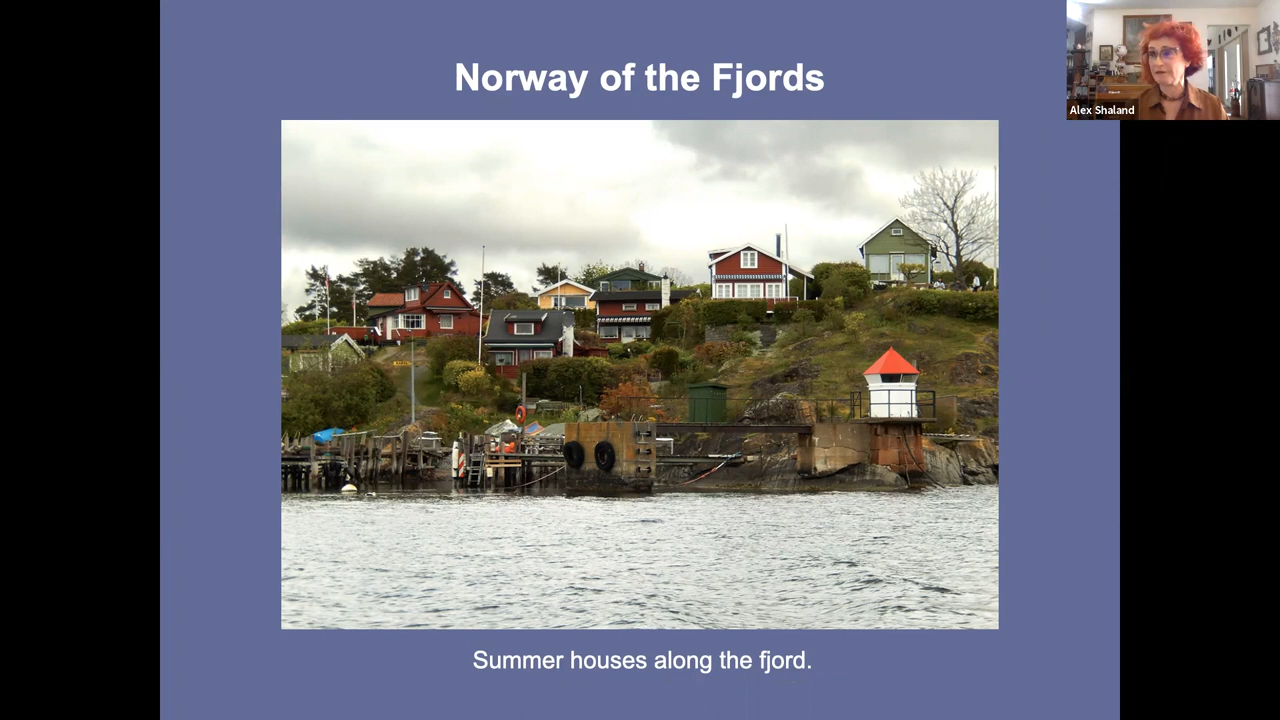 Norway of the Fjords
Alex Shaland
Summer houses along the fjord.